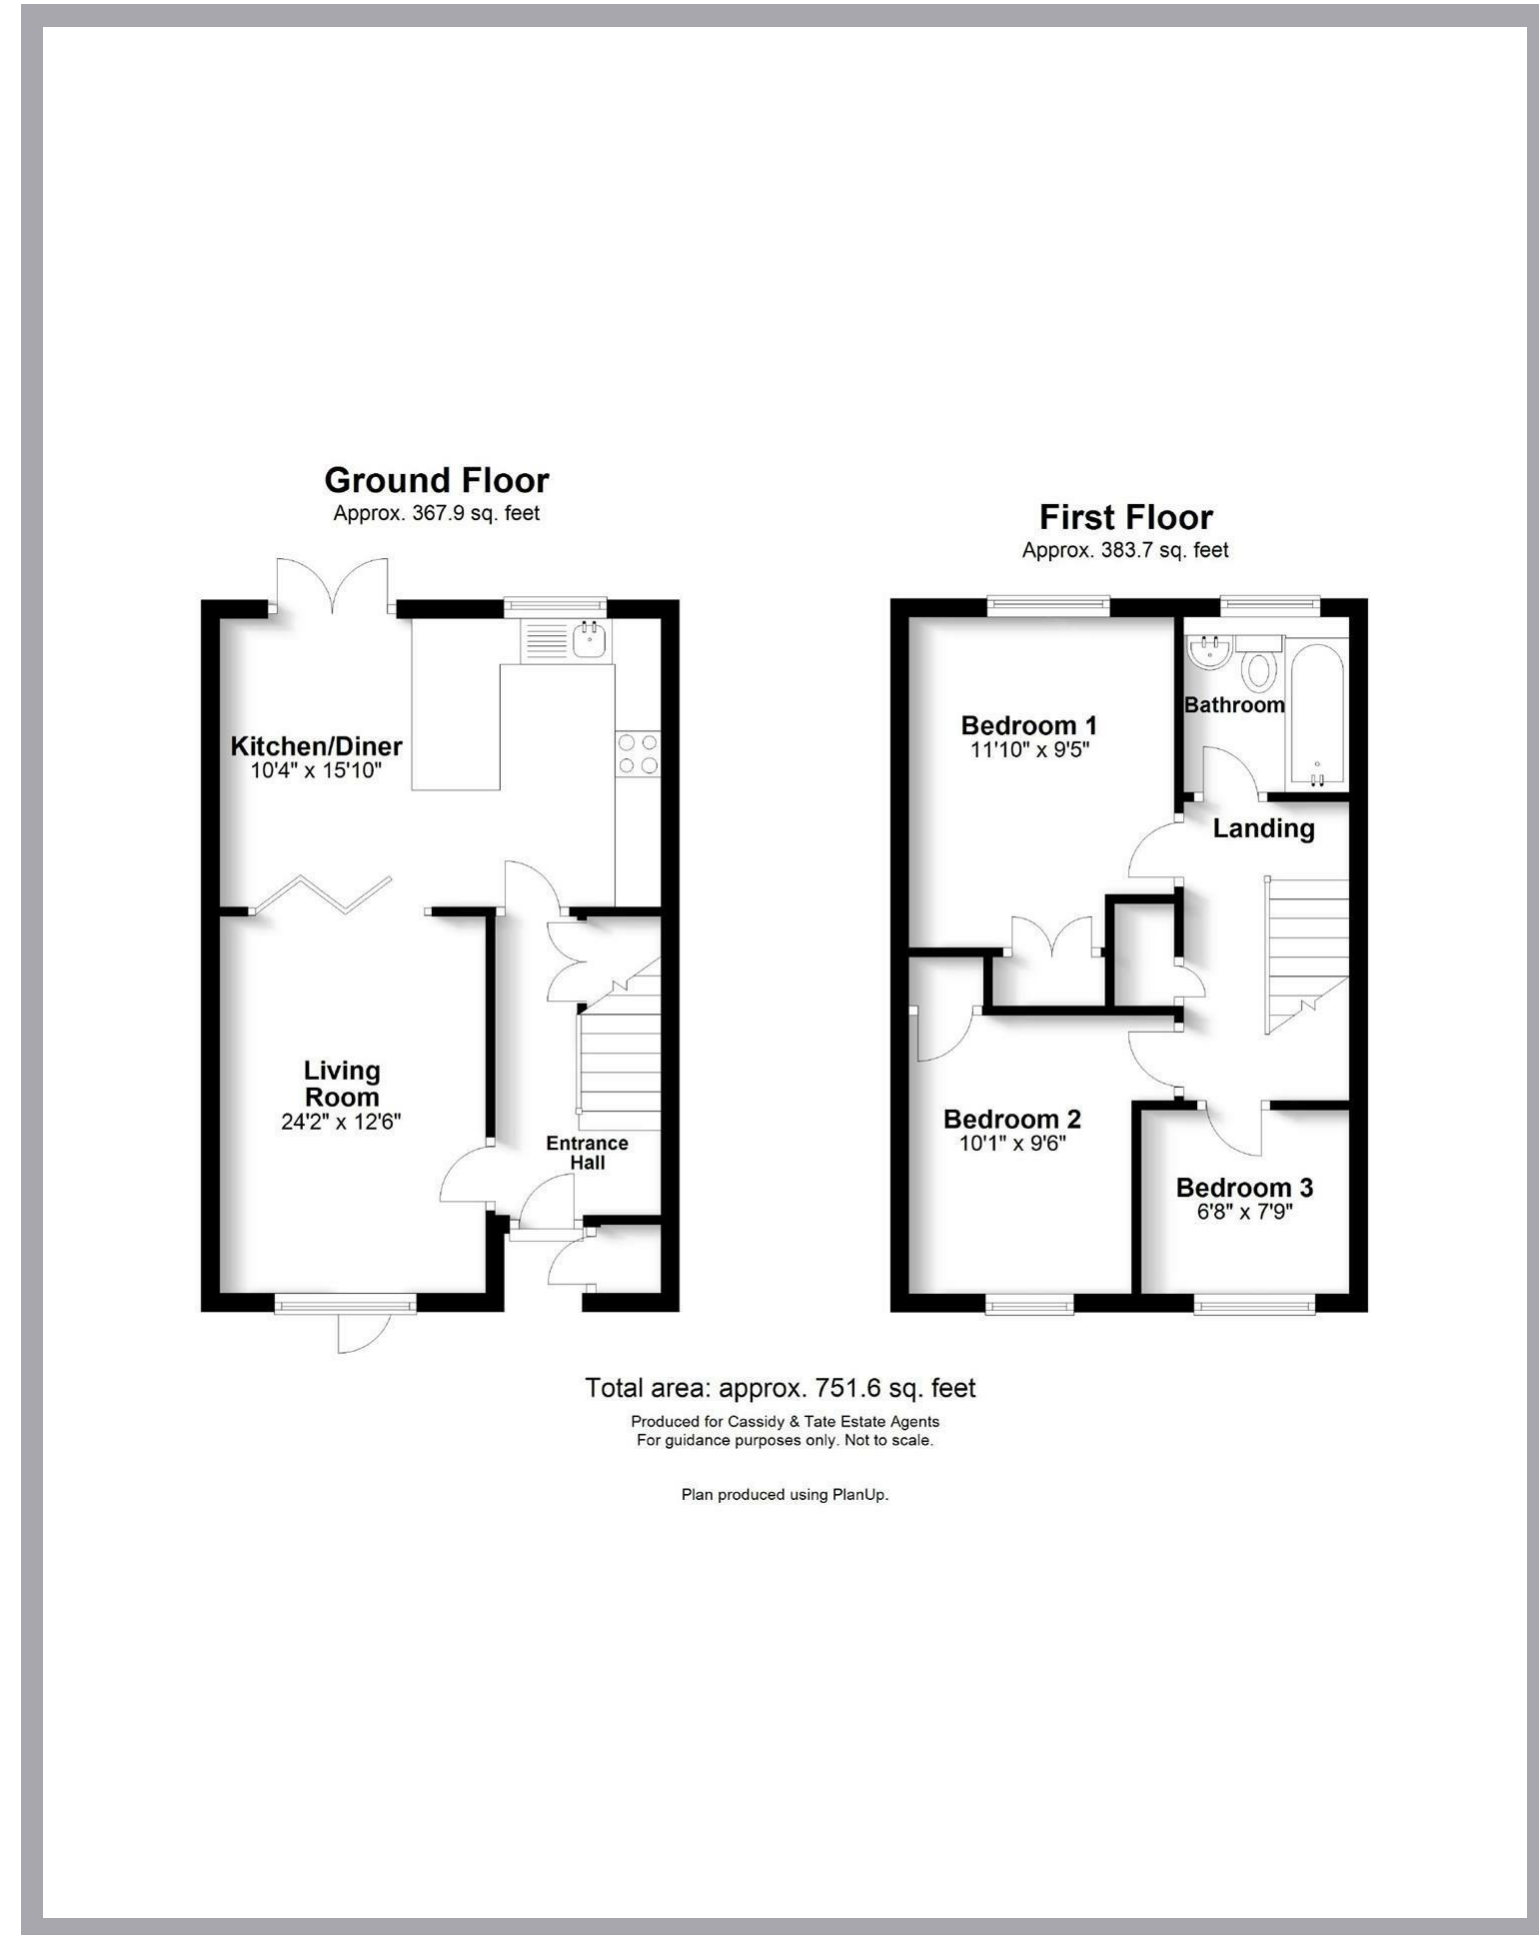 Ground Floor
Approx. 367.9 sq. feet
Kitchen/Diner
10'4" x 15'10"
Living
Room
24'2" x 12'6"
Entrance
Hall
First Floor
Approx. 383.7 sq. feet
Bedroom 1
11'10" x 9'5"
Bathroom
Landing
Bedroom 2
10'1" x 9'6"
Bedroom 3
6'8" x 7'9"
Total area: approx. 751.6 sq. feet
Produced for Cassidy & Tate Estate Agents
For guidance purposes only. Not to scale.
Plan produced using PlanUp.